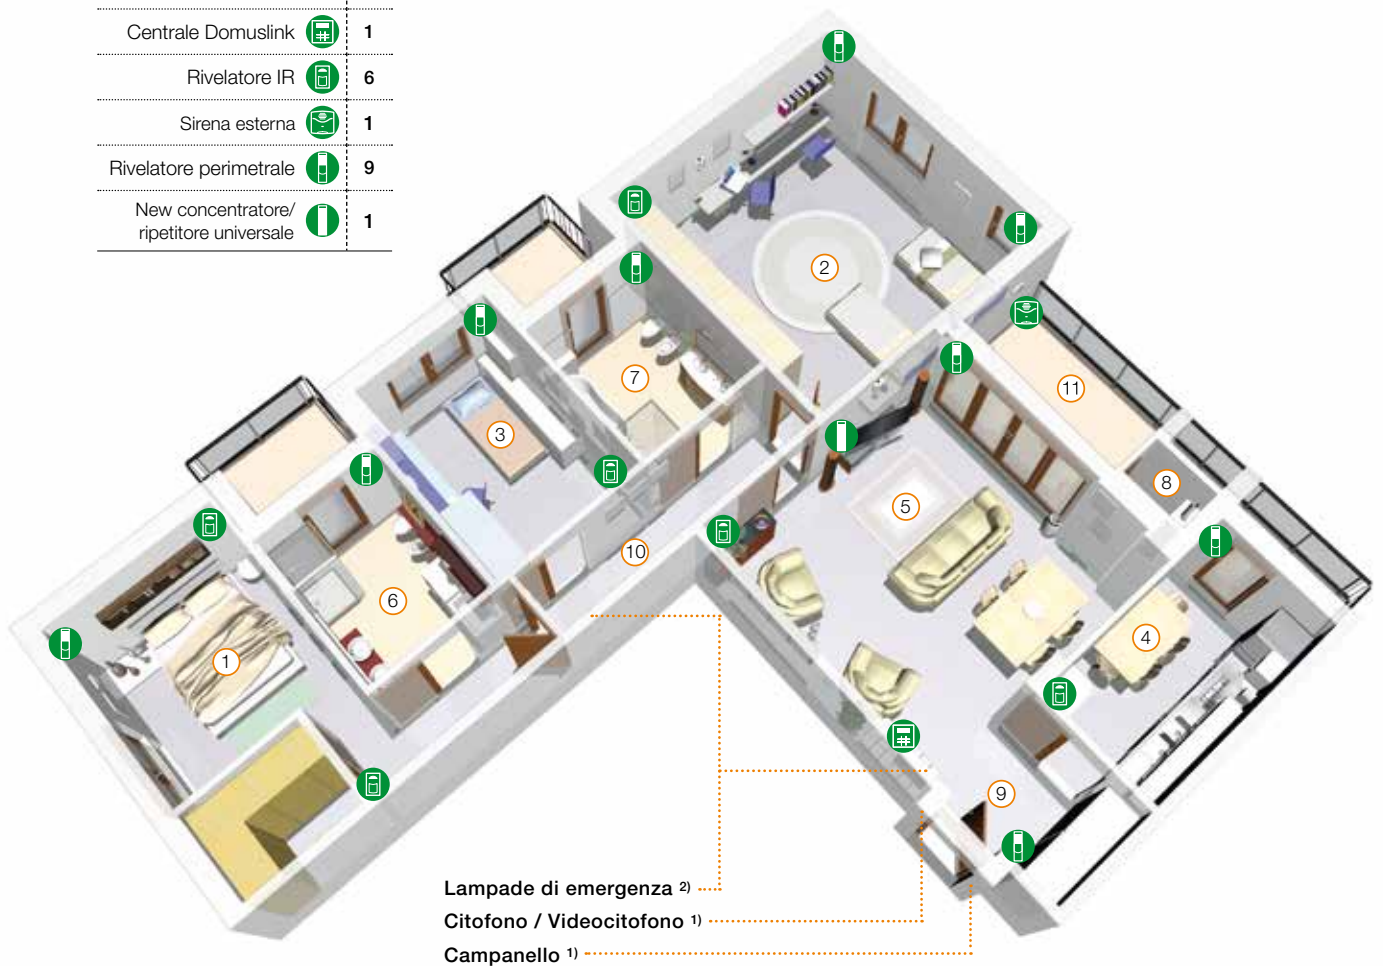 Centrale Domuslink 1
Rivelatore IR 6
Sirena esterna 1
Rivelatore perimetrale 9
New concentratore/
ripetitore universale 1
2
7
11
3
8
5
10
6
4
1
9
Lampade di emergenza 2)
Citofono / Videocitofono 1)
Campanello 1)